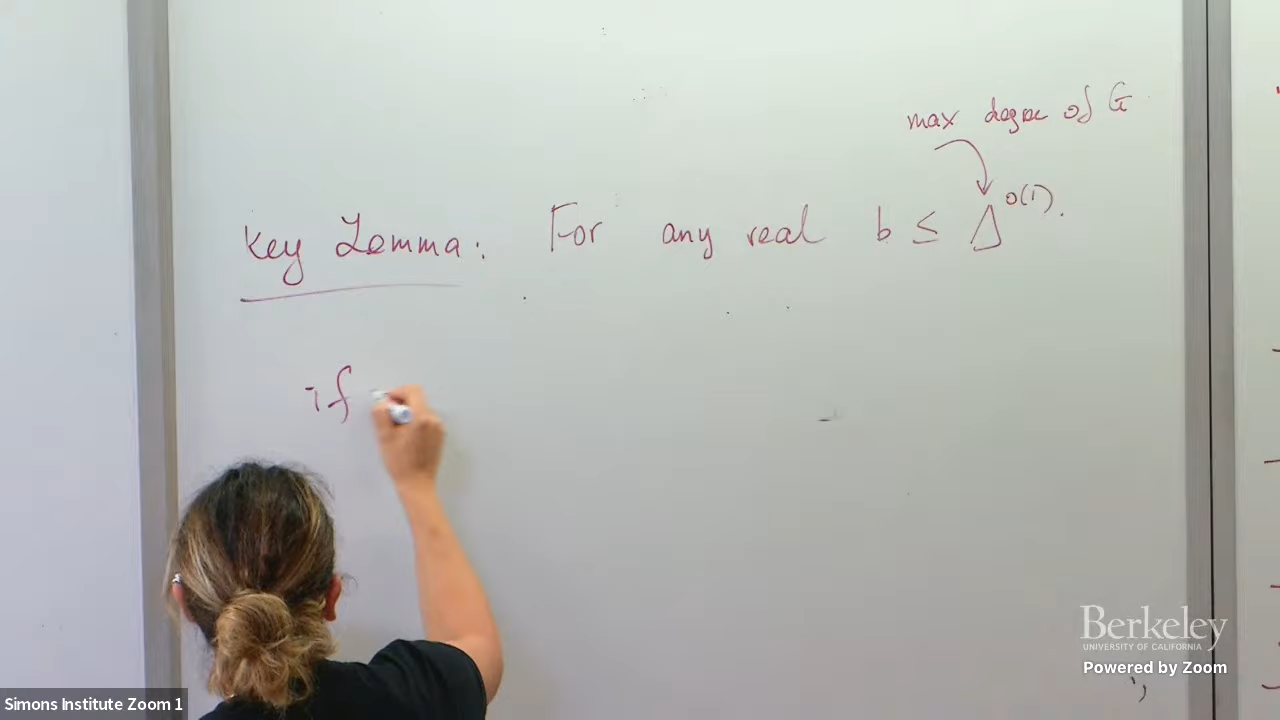 max degree of G
Key Lemma: For any real b ≤ Δ^{o(1)}.
if
Berkeley
UNIVERSITY OF CALIFORNIA
Powered by Zoom
Simons Institute Zoom 1